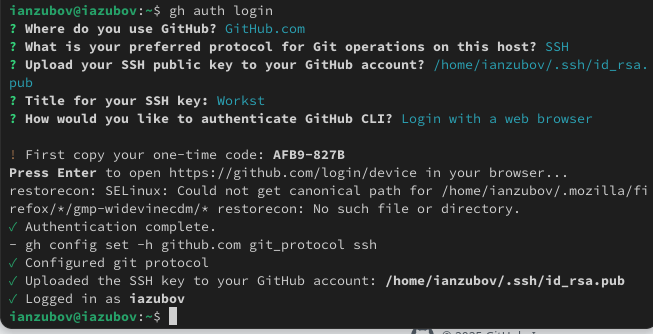 ianzubov@iazubov:~$ gh auth login
? Where do you use GitHub? GitHub.com
? What is your preferred protocol for Git operations on this host? SSH
? Upload your SSH public key to your GitHub account? /home/ianzubov/.ssh/id_rsa.
pub
? Title for your SSH key: Workst
? How would you like to authenticate GitHub CLI? Login with a web browser
! First copy your one-time code: AFB9-827B
Press Enter to open https://github.com/login/device in your browser...
restorecon: SELinux: Could not get canonical path for /home/ianzubov/.mozilla/fi
refox/*/gmp-widevinecdm/* restorecon: No such file or directory.
✓ Authentication complete.
- gh config set -h github.com git_protocol ssh
✓ Configured git protocol
✓ Uploaded the SSH key to your GitHub account: /home/ianzubov/.ssh/id_rsa.pub
✓ Logged in as iazubov
ianzubov@iazubov:~$